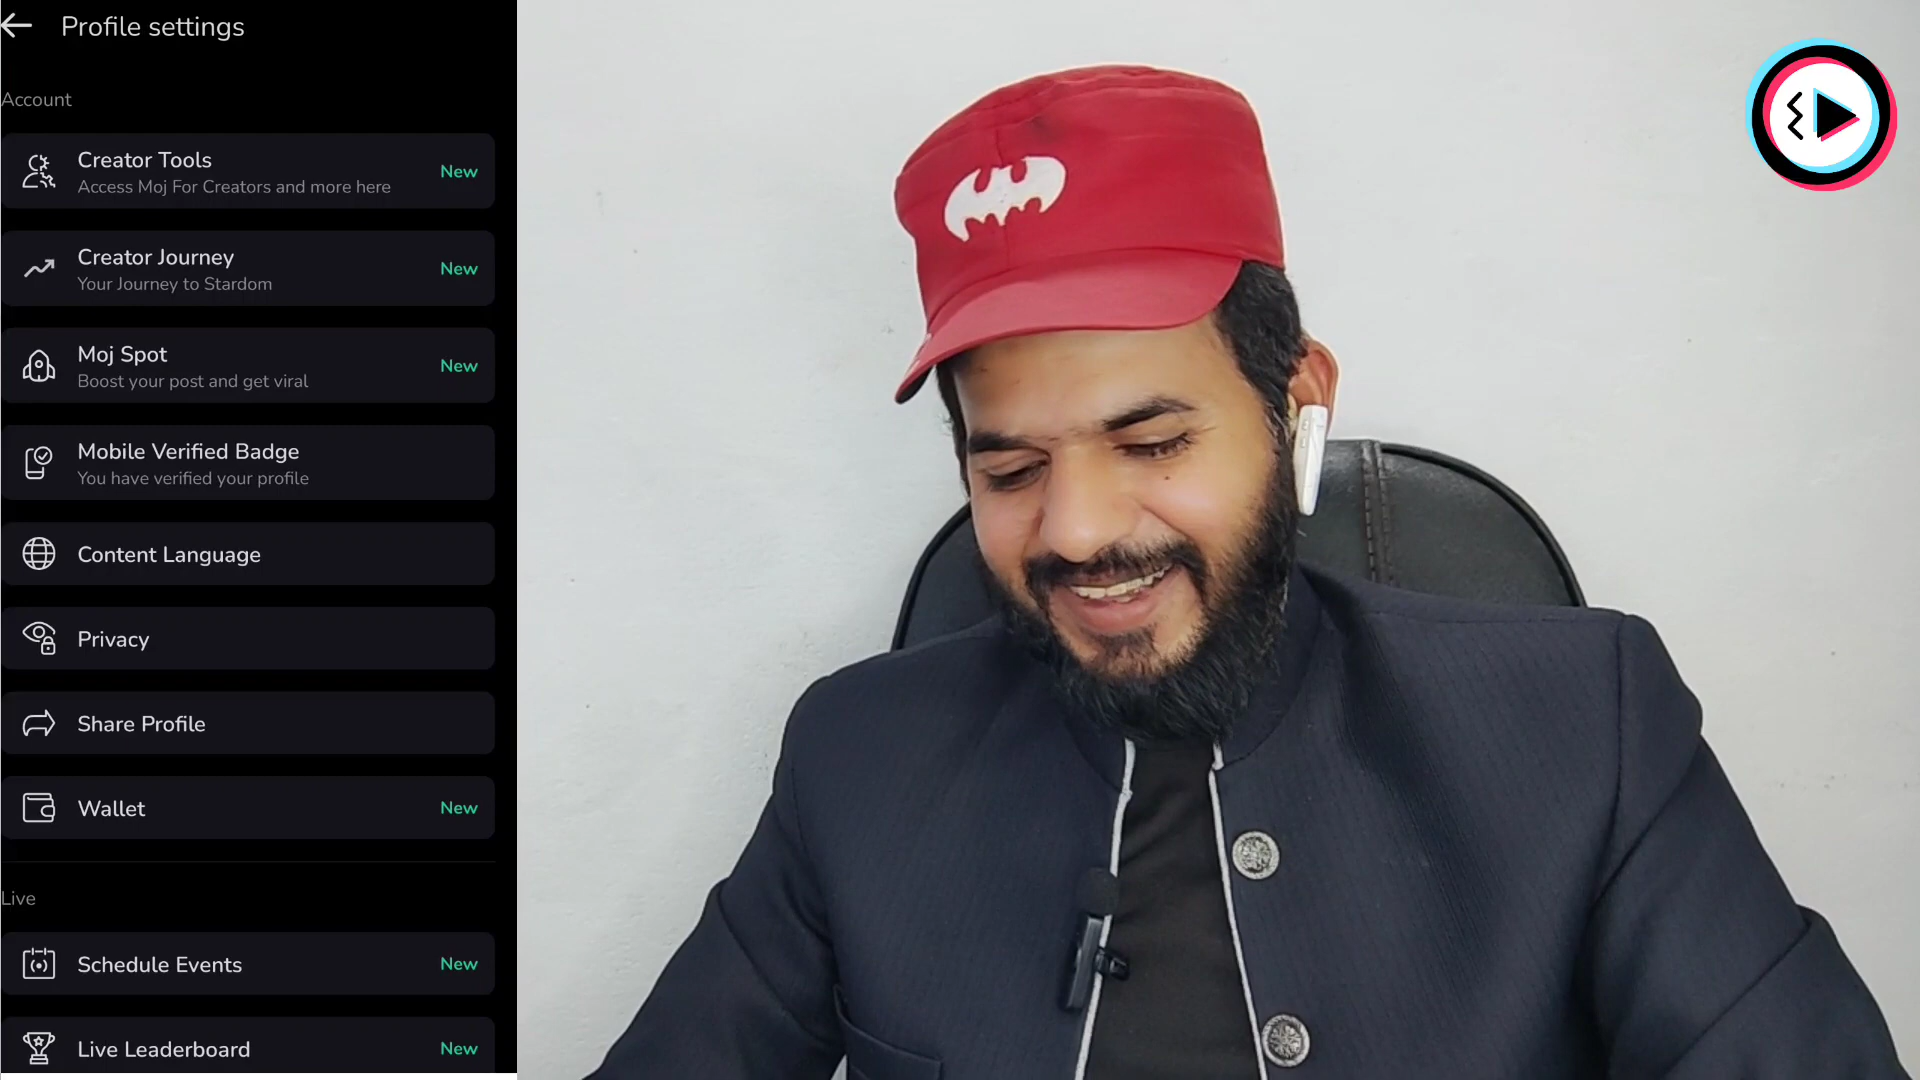 Profile settings
Account
Creator Tools
Access Moj For Creators and more here
New
Creator Journey
Your Journey to Stardom
New
Moj Spot
Boost your post and get viral
New
Mobile Verified Badge
You have verified your profile
Content Language
Privacy
Share Profile
Wallet
New
Live
Schedule Events
New
Live Leaderboard
New